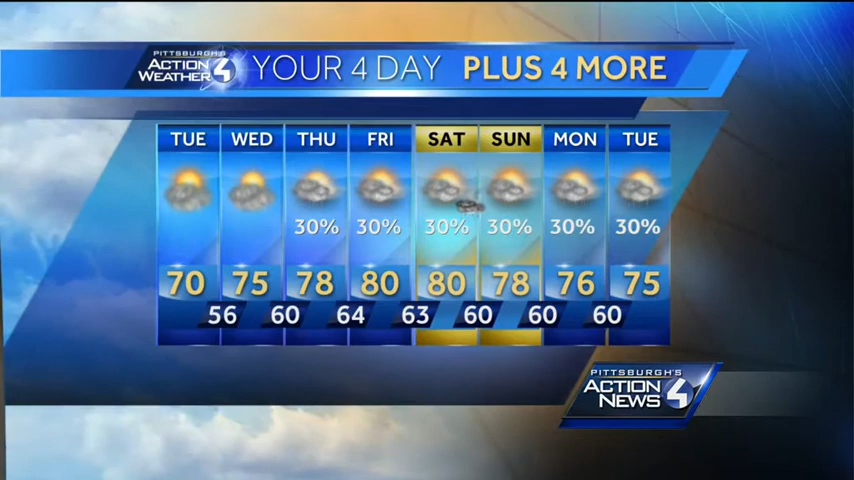 PITTSBURGH'S
ACTION
WEATHER 4
YOUR 4 DAY PLUS 4 MORE
TUE WED THU FRI SAT SUN MON TUE
30% 30% 30% 30% 30% 30%
70 75 78 80 80 78 76 75
56 60 64 63 60 60 60
PITTSBURGH'S
ACTION
NEWS 4